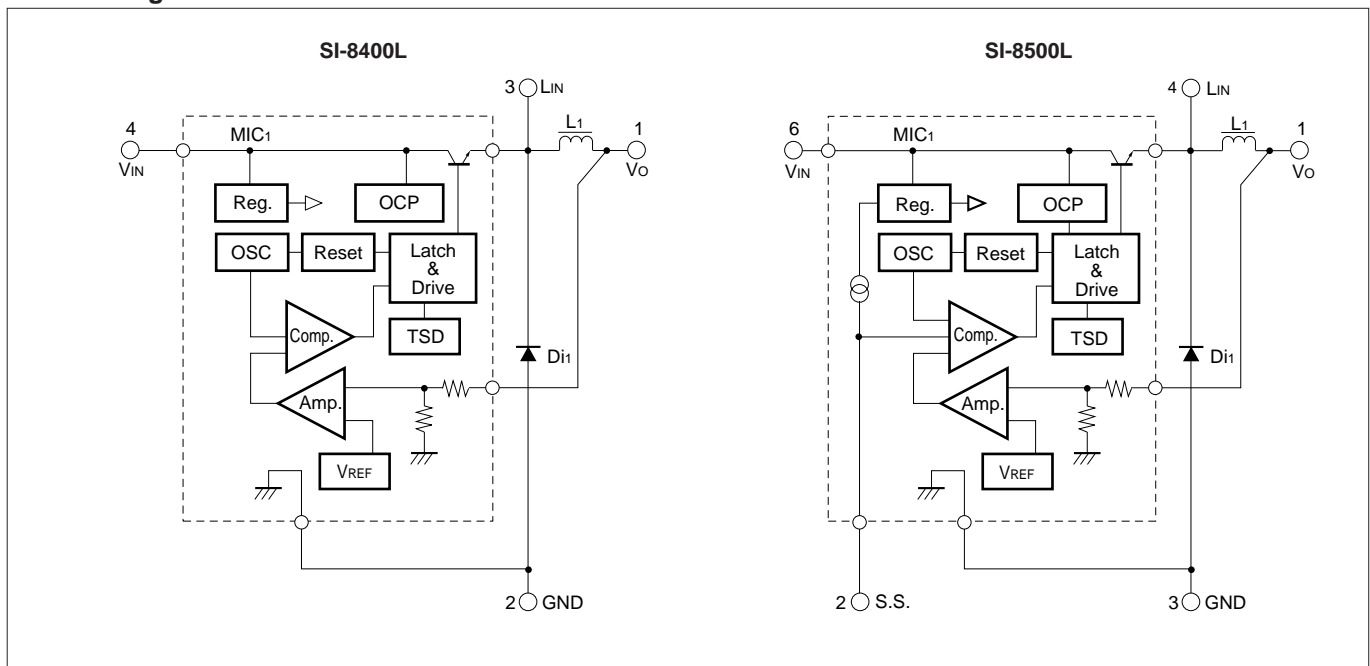 SI-8400L
3 LIN
4
VIN
MIC1
L1
1
VO
Reg.
OCP
OSC
Reset
Latch
&
Drive
Comp.
TSD
Di1
Amp.
VREF
2 GND
SI-8500L
4 LIN
6
VIN
MIC1
L1
1
VO
Reg.
OCP
OSC
Reset
Latch
&
Drive
Comp.
TSD
Di1
Amp.
VREF
2 S.S.
3 GND